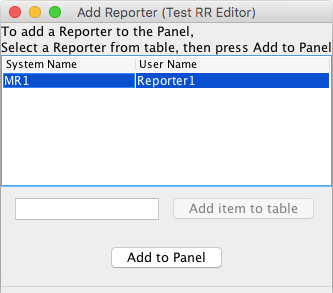 Add Reporter (Test RR Editor)
To add a Reporter to the Panel,
Select a Reporter from table, then press Add to Panel
System Name User Name
MR1 Reporter1
Add item to table
Add to Panel